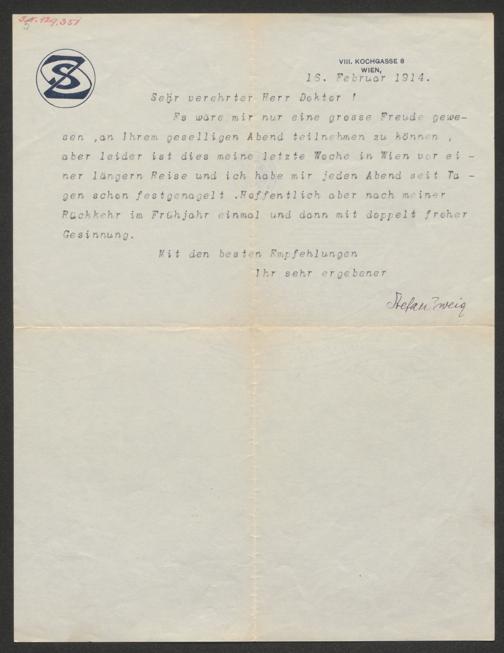 J.N. 129.351
SZ
VIII. KOCHGASSE 8
WIEN,
16. Februar 1914.
Sehr verehrter Herr Doktor !
Es wäre mir nur eine grosse Freude gewe-
sen ,an Ihrem geselligen Abend teilnehmen zu können ,
aber leider ist dies meine letzte Woche in Wien vor ei -
ner längern Reise und ich habe mir jeden Abend seit Ta -
gen schon festgenagelt .Hoffentlich aber nach meiner
Rückkehr im Frühjahr einmal und dann mit doppelt froher
Gesinnung.
Mit den besten Empfehlungen
Ihr sehr ergebener
Stefan Zweig